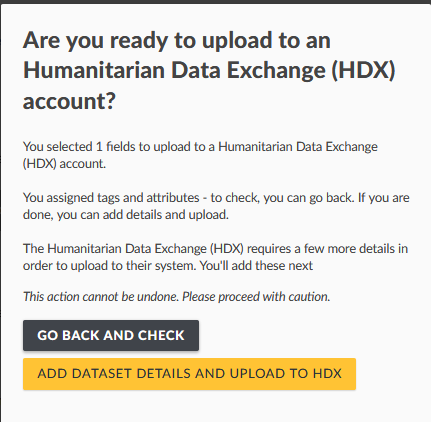 Are you ready to upload to an
Humanitarian Data Exchange (HDX)
account?
You selected 1 fields to upload to a Humanitarian Data Exchange
(HDX) account.
You assigned tags and attributes - to check, you can go back. If you are
done, you can add details and upload.
The Humanitarian Data Exchange (HDX) requires a few more details in
order to upload to their system. You'll add these next
This action cannot be undone. Please proceed with caution.
GO BACK AND CHECK
ADD DATASET DETAILS AND UPLOAD TO HDX